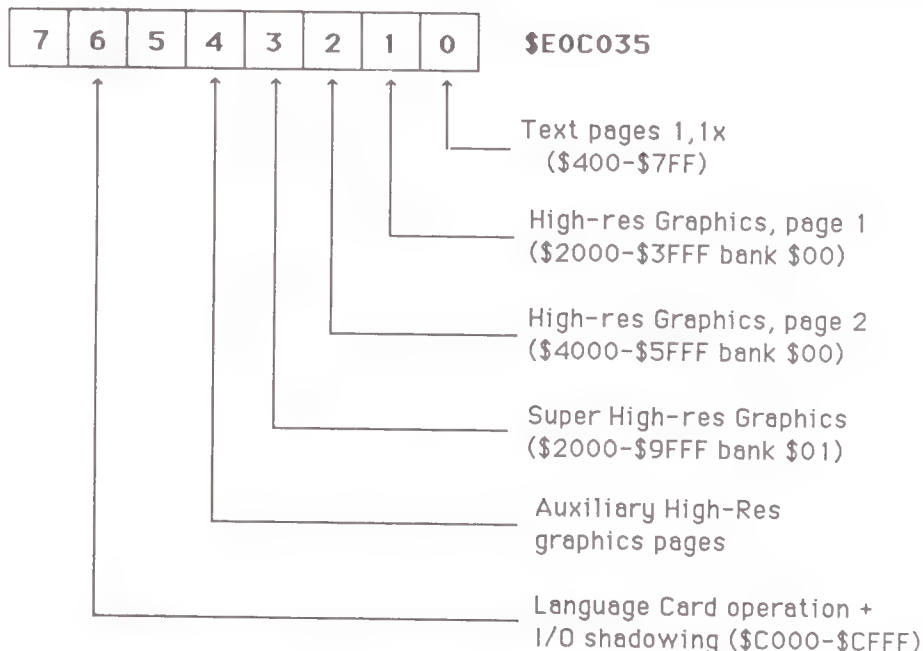 7 6 5 4 3 2 1 0 $E0C035
Text pages 1,1x
($400-$7FF)
High-res Graphics, page 1
($2000-$3FFF bank $00)
High-res Graphics, page 2
($4000-$5FFF bank $00)
Super High-res Graphics
($2000-$9FFF bank $01)
Auxiliary High-Res
graphics pages
Language Card operation +
I/O shadowing ($C000-$CFFF)